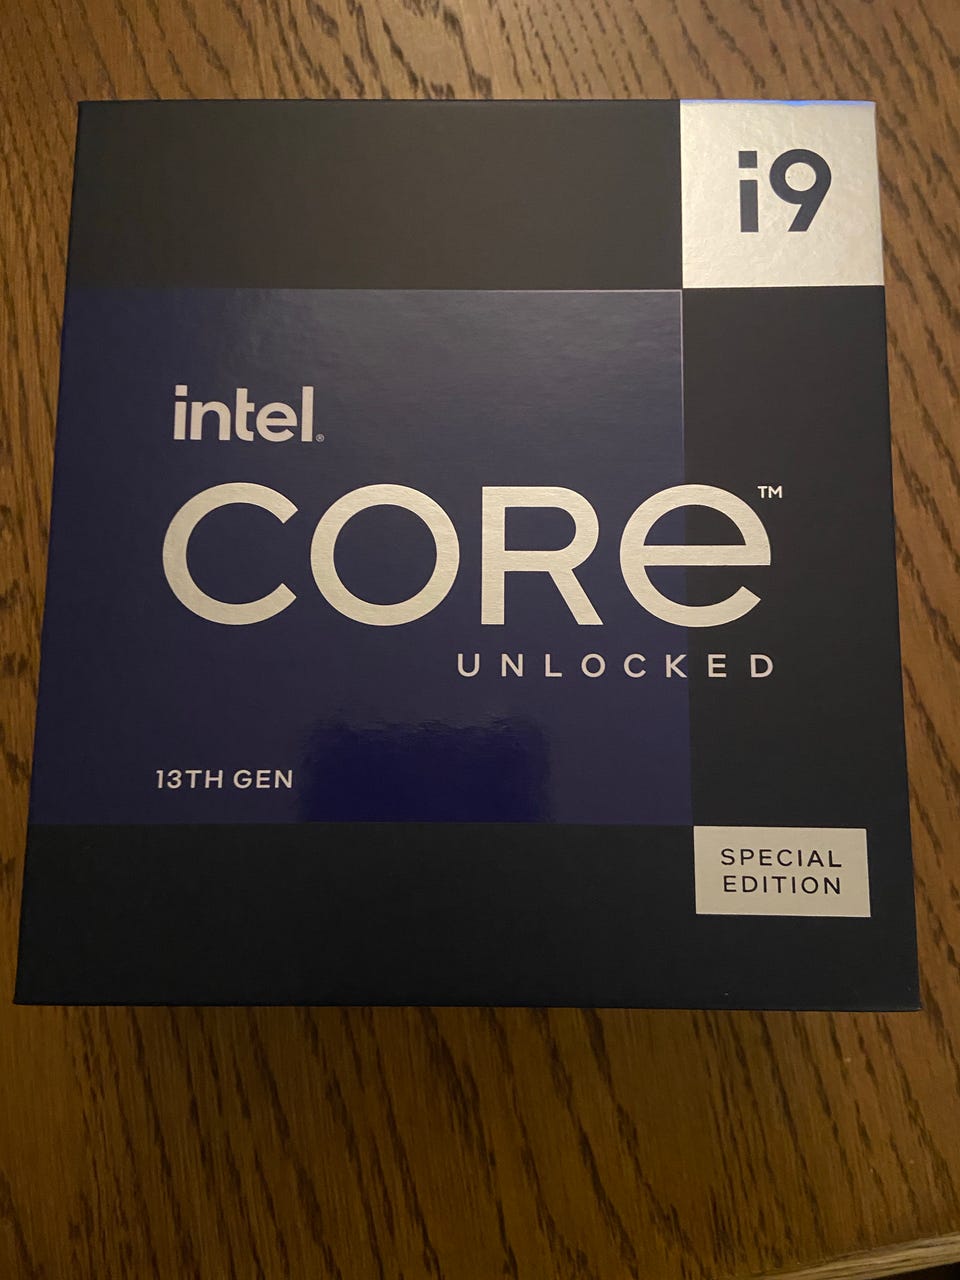 i9
intel®
CORe™
UNLOCKED
13TH GEN
SPECIAL
EDITION